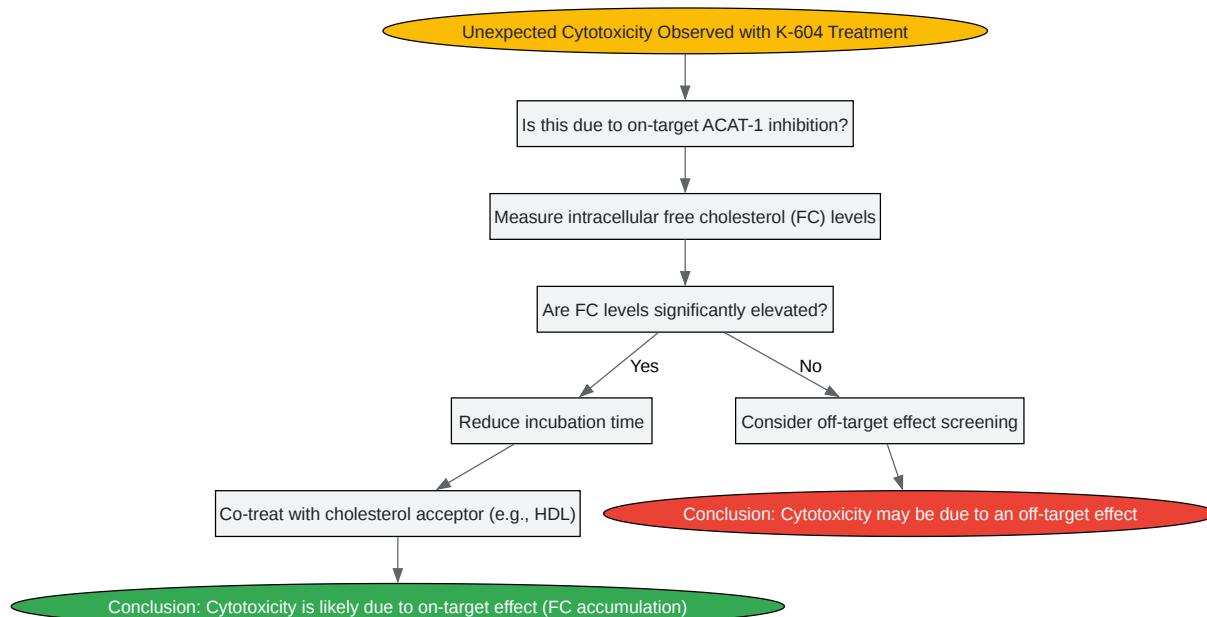 Unexpected Cytotoxicity Observed with K-604 Treatment
Is this due to on-target ACAT-1 inhibition?
Measure intracellular free cholesterol (FC) levels
Are FC levels significantly elevated?
Yes
No
Reduce incubation time
Consider off-target effect screening
Co-treat with cholesterol acceptor (e.g., HDL)
Conclusion: Cytotoxicity may be due to an off-target effect
Conclusion: Cytotoxicity is likely due to on-target effect (FC accumulation)